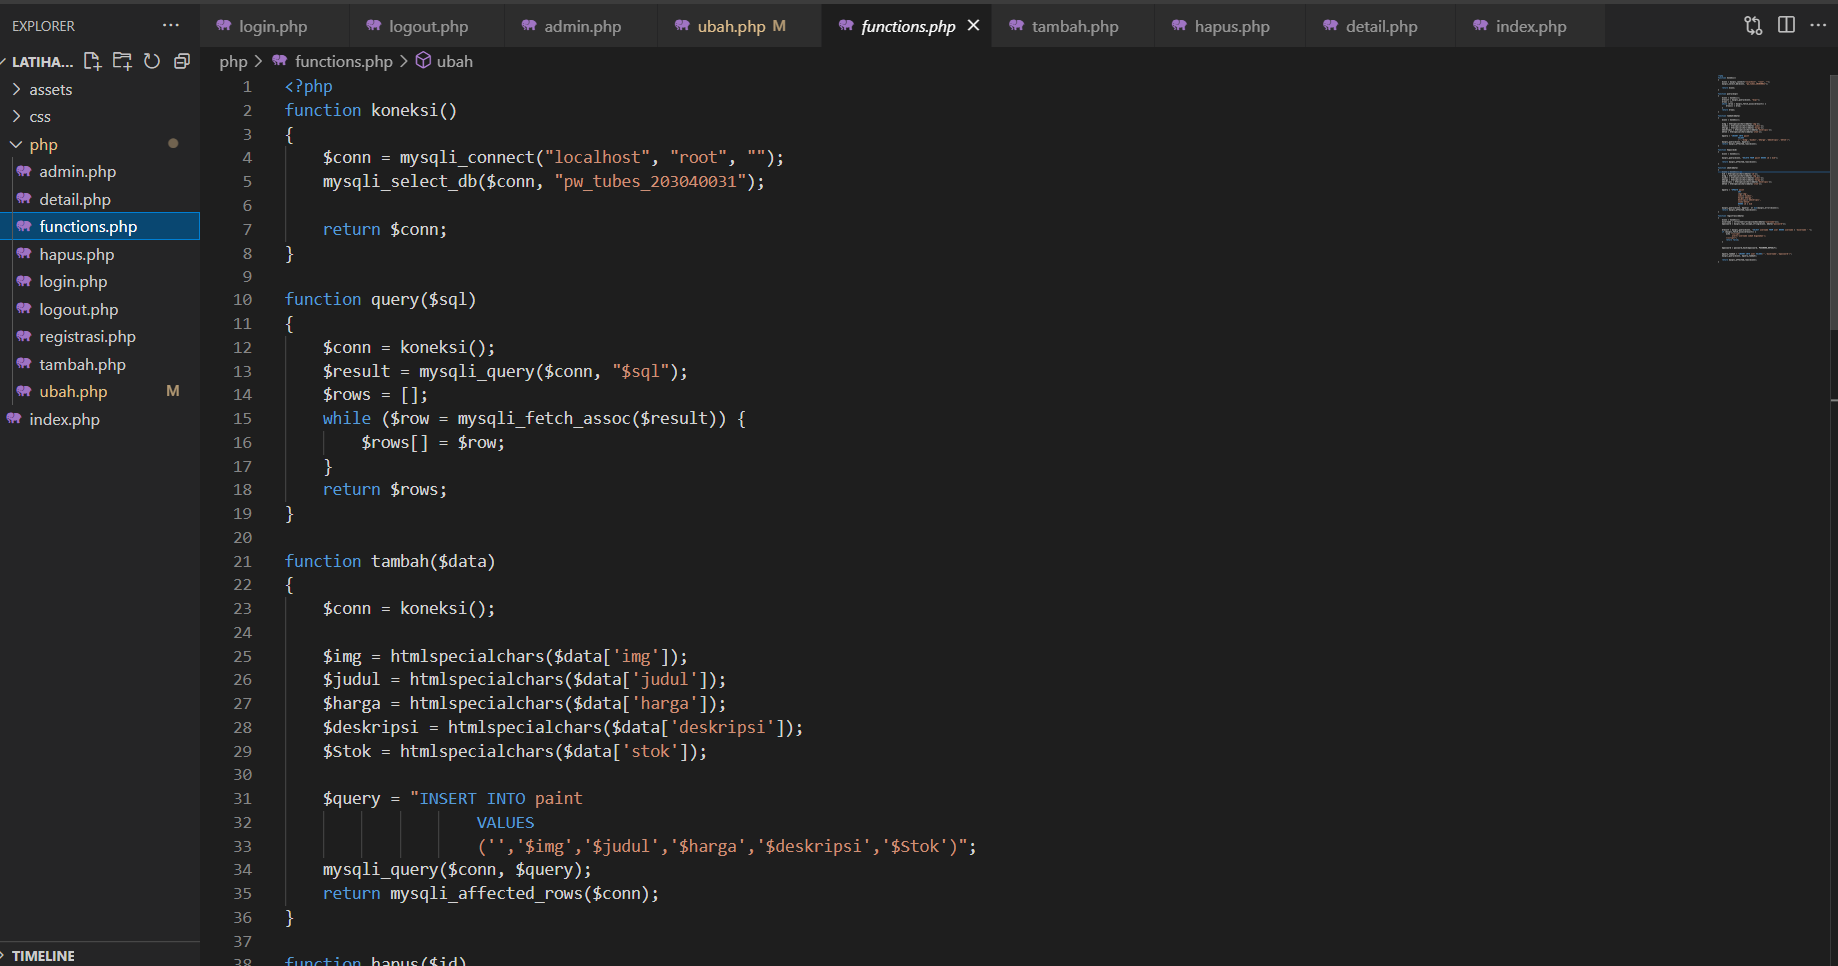 EXPLORER ···
LATIHA...
assets
css
php
admin.php
detail.php
functions.php
hapus.php
login.php
logout.php
registrasi.php
tambah.php
ubah.php M
index.php
TIMELINE
login.php logout.php admin.php ubah.php M functions.php tambah.php hapus.php detail.php index.php
php > functions.php > ubah
1 <?php
2 function koneksi()
3 {
4 $conn = mysqli_connect("localhost", "root", "");
5 mysqli_select_db($conn, "pw_tubes_203040031");
6
7 return $conn;
8 }
9
10 function query($sql)
11 {
12 $conn = koneksi();
13 $result = mysqli_query($conn, "$sql");
14 $rows = [];
15 while ($row = mysqli_fetch_assoc($result)) {
16 $rows[] = $row;
17 }
18 return $rows;
19 }
20
21 function tambah($data)
22 {
23 $conn = koneksi();
24
25 $img = htmlspecialchars($data['img']);
26 $judul = htmlspecialchars($data['judul']);
27 $harga = htmlspecialchars($data['harga']);
28 $deskripsi = htmlspecialchars($data['deskripsi']);
29 $Stok = htmlspecialchars($data['stok']);
30
31 $query = "INSERT INTO paint
32 VALUES
33 ('','$img','$judul','$harga','$deskripsi','$Stok')";
34 mysqli_query($conn, $query);
35 return mysqli_affected_rows($conn);
36 }
37
38 function hapus($id)